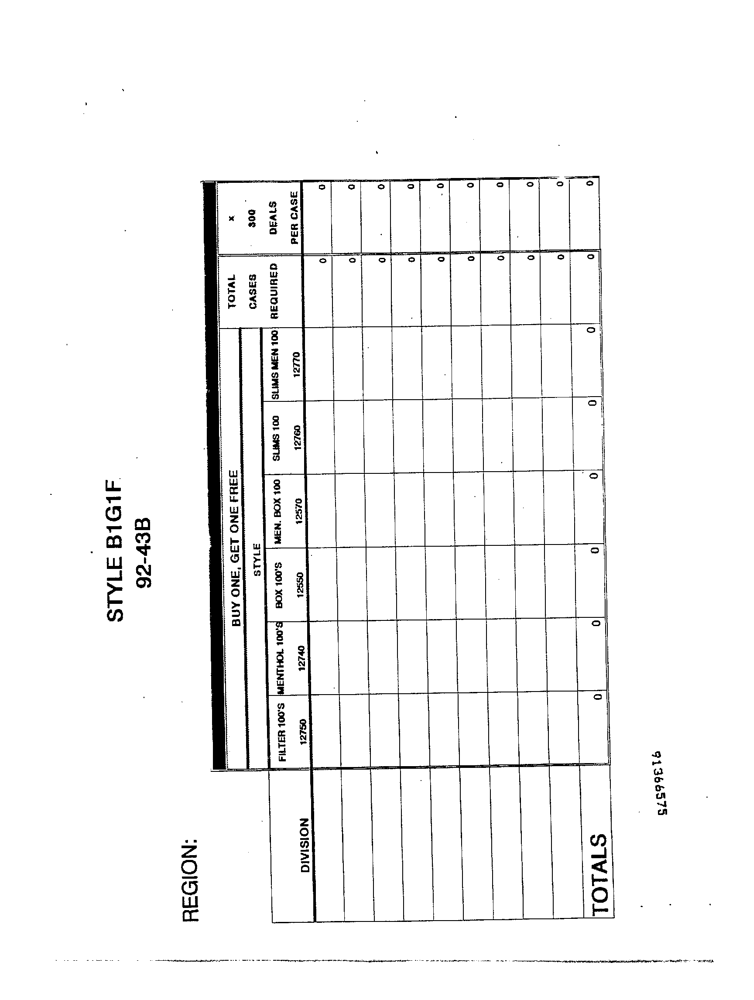 STYLE B1G1F
92-43B
REGION:
BUY ONE, GET ONE FREE TOTAL x
STYLE CASES 300
FILTER 100'S MENTHOL 100'S BOX 100'S MEN. BOX 100 SLIMS 100 SLIMS MEN 100 REQUIRED DEALS
DIVISION 12750 12740 12550 12570 12760 12770 PER CASE
0 0
0 0
0 0
0 0
0 0
0 0
0 0
0 0
0 0
TOTALS 0 0 0 0 0 0 0 0
91366575